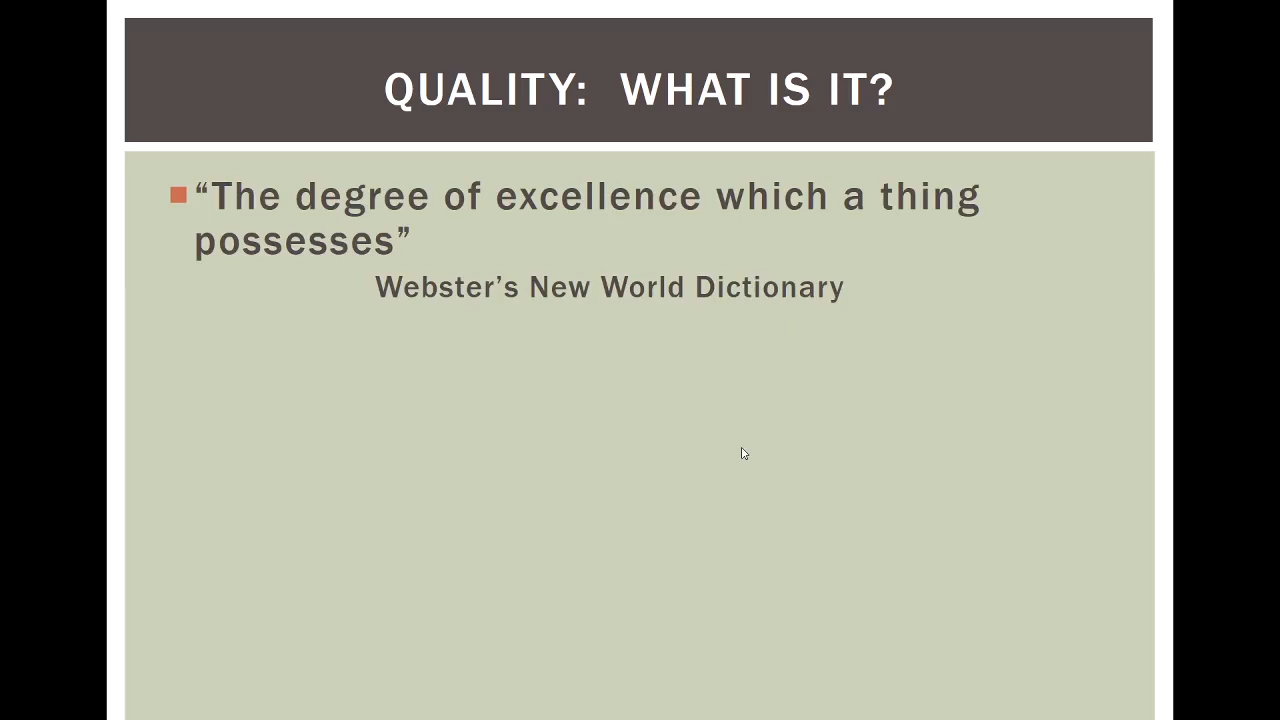 QUALITY: WHAT IS IT?
“The degree of excellence which a thing
possesses”
Webster’s New World Dictionary